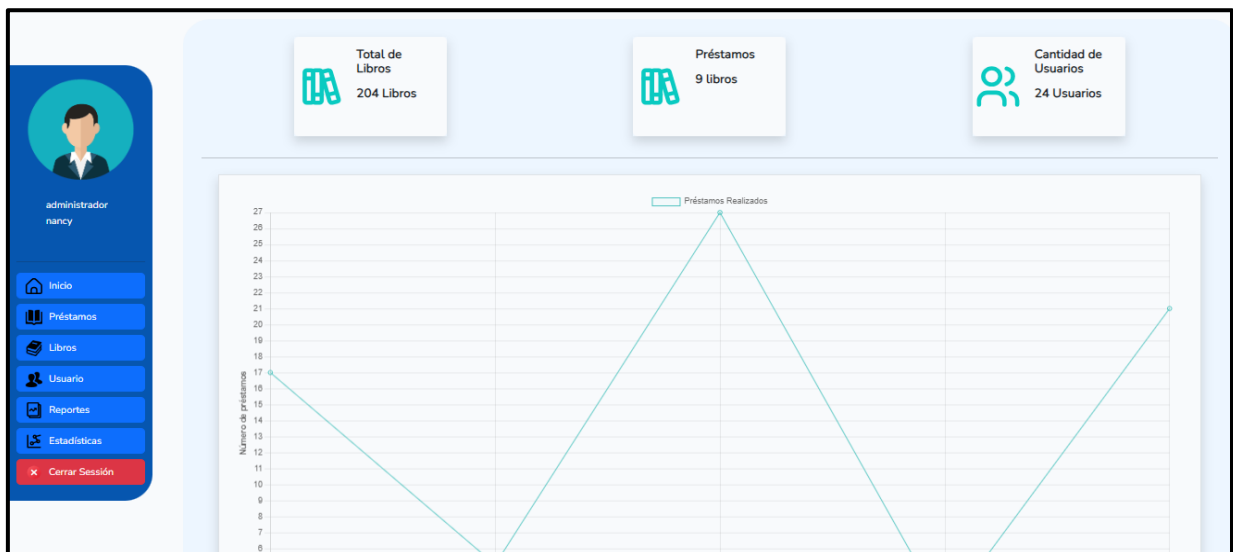 Total de
Libros
204 Libros
Préstamos
9 libros
Cantidad de
Usuarios
24 Usuarios
administrador
nancy
Inicio
Préstamos
Libros
Usuario
Reportes
Estadísticas
Cerrar Sessión
Préstamos Realizados
Número de préstamos
27
26
25
24
23
22
21
20
19
18
17
16
15
14
13
12
11
10
9
8
7
6